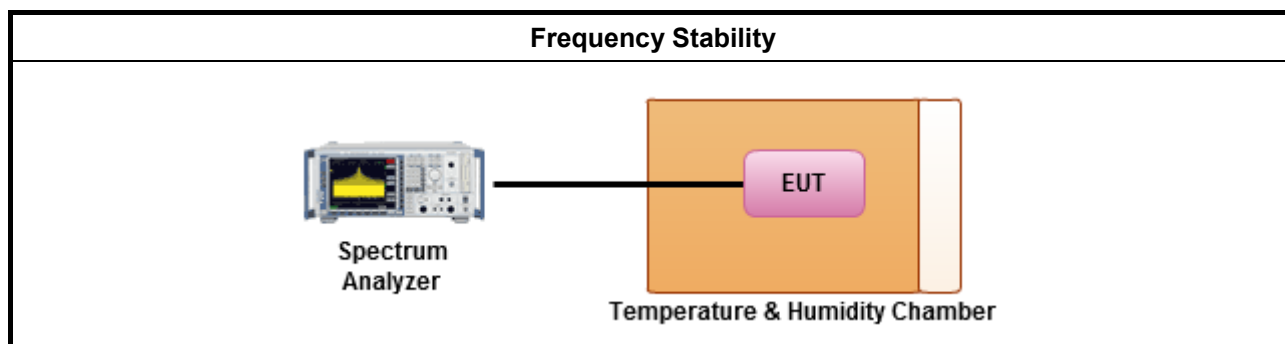 Frequency Stability
EUT
Spectrum
Analyzer
Temperature & Humidity Chamber